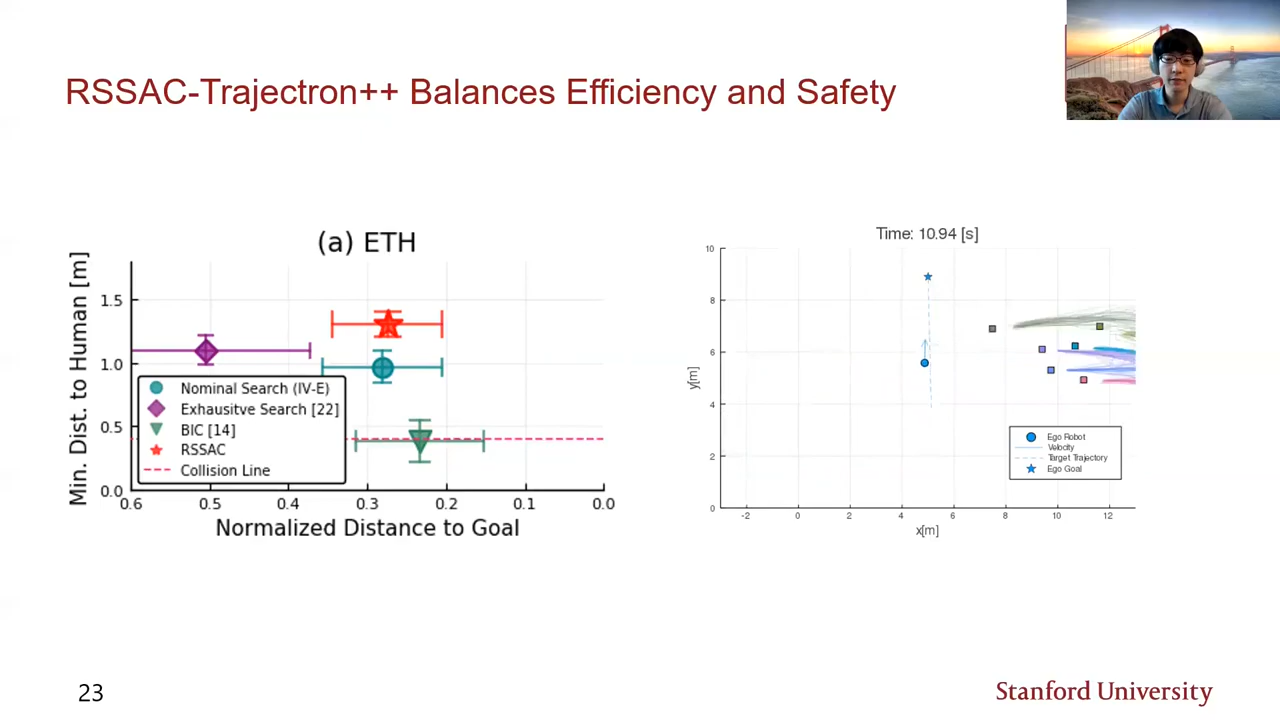 RSSAC-Trajectron++ Balances Efficiency and Safety
(a) ETH
Min. Dist. to Human [m]
1.5
1.0
0.5
0.0
Nominal Search (IV-E)
Exhausitve Search [22]
BIC [14]
RSSAC
Collision Line
0.6 0.5 0.4 0.3 0.2 0.1 0.0
Normalized Distance to Goal
Time: 10.94 [s]
y[m]
10
8
6
4
2
0
Ego Robot
Velocity
Target Trajectory
Ego Goal
-2 0 2 4 6 8 10 12
x[m]
23
Stanford University